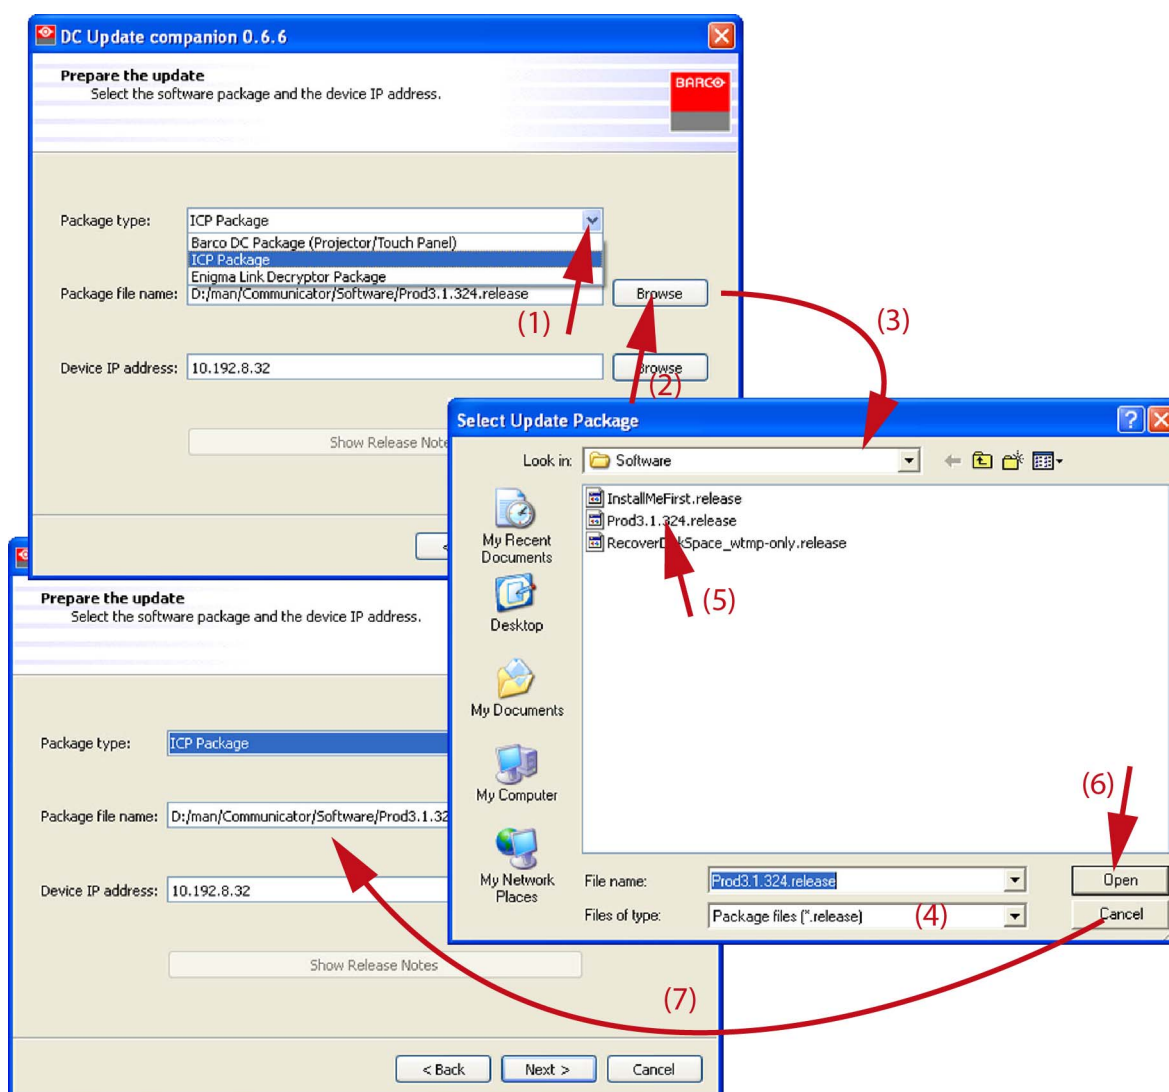 DC Update companion 0.6.6
Prepare the update
Select the software package and the device IP address.
BARCO
Package type:
ICP Package
Barco DC Package (Projector/Touch Panel)
ICP Package
Enigma Link Decryptor Package
Package file name:
D:/man/Communicator/Software/Prod3.1.324.release
Browse
(1)
(2)
(3)
Device IP address:
10.192.8.32
Browse
Show Release Note
<
Select Update Package
?
Look in:
Software
My Recent
Documents
Desktop
My Documents
My Computer
My Network
Places
InstallMeFirst.release
Prod3.1.324.release
RecoverDiskSpace_wtmp-only.release
(5)
(6)
File name:
Prod3.1.324.release
Open
Files of type:
Package files (*.release)
(4)
Cancel
Prepare the update
Select the software package and the device IP address.
Package type:
ICP Package
Package file name:
D:/man/Communicator/Software/Prod3.1.32
Device IP address:
10.192.8.32
Show Release Notes
(7)
< Back
Next >
Cancel